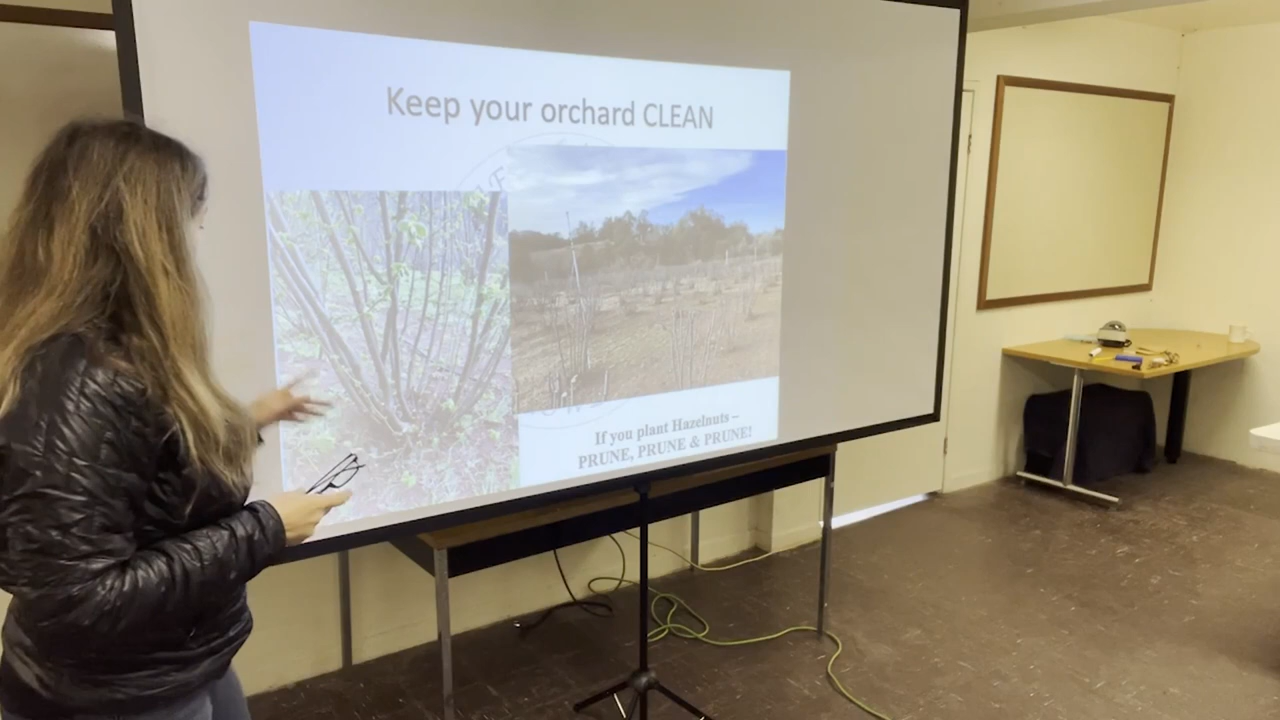 Keep your orchard CLEAN
If you plant Hazelnuts –
PRUNE, PRUNE & PRUNE!